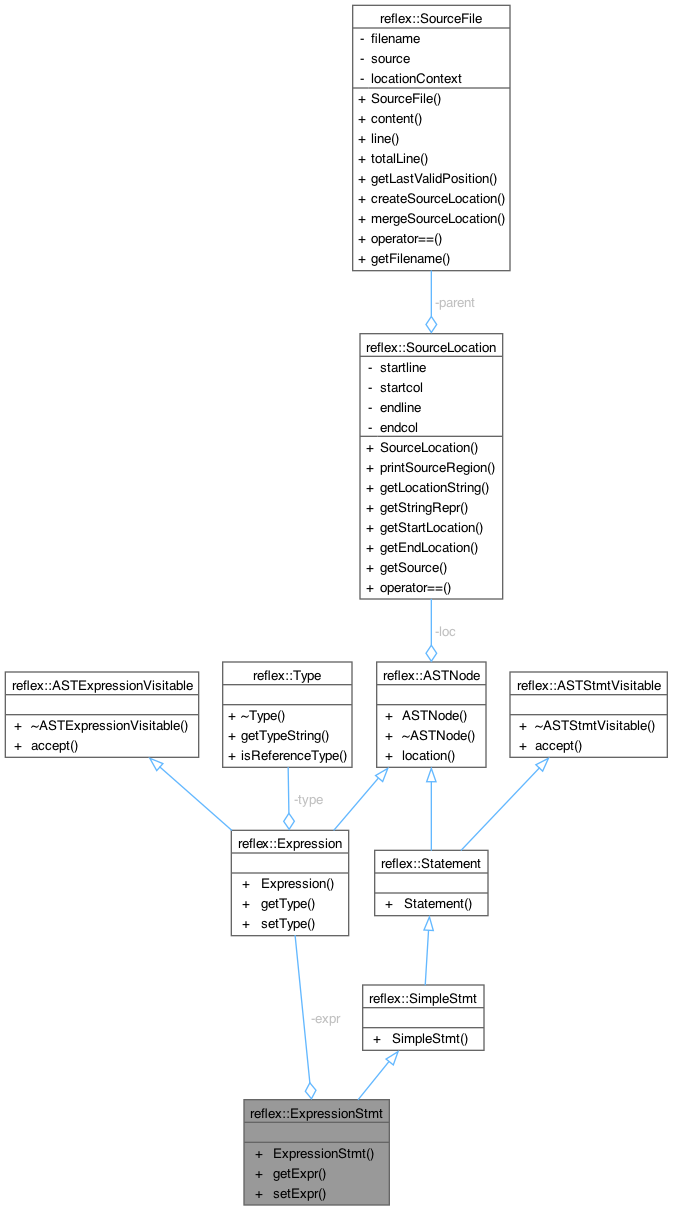 reflex::SourceFile
- filename
- source
- locationContext
+ SourceFile()
+ content()
+ line()
+ totalLine()
+ getLastValidPosition()
+ createSourceLocation()
+ mergeSourceLocation()
+ operator==()
+ getFilename()
-parent
reflex::SourceLocation
- startline
- startcol
- endline
- endcol
+ SourceLocation()
+ printSourceRegion()
+ getLocationString()
+ getStringRepr()
+ getStartLocation()
+ getEndLocation()
+ getSource()
+ operator==()
-loc
reflex::ASTExpressionVisitable
+ ~ASTExpressionVisitable()
+ accept()
reflex::Type
+ ~Type()
+ getTypeString()
+ isReferenceType()
reflex::ASTNode
+ ASTNode()
+ ~ASTNode()
+ location()
reflex::ASTStmtVisitable
+ ~ASTStmtVisitable()
+ accept()
-type
reflex::Expression
+ Expression()
+ getType()
+ setType()
reflex::Statement
+ Statement()
-expr
reflex::SimpleStmt
+ SimpleStmt()
reflex::ExpressionStmt
+ ExpressionStmt()
+ getExpr()
+ setExpr()